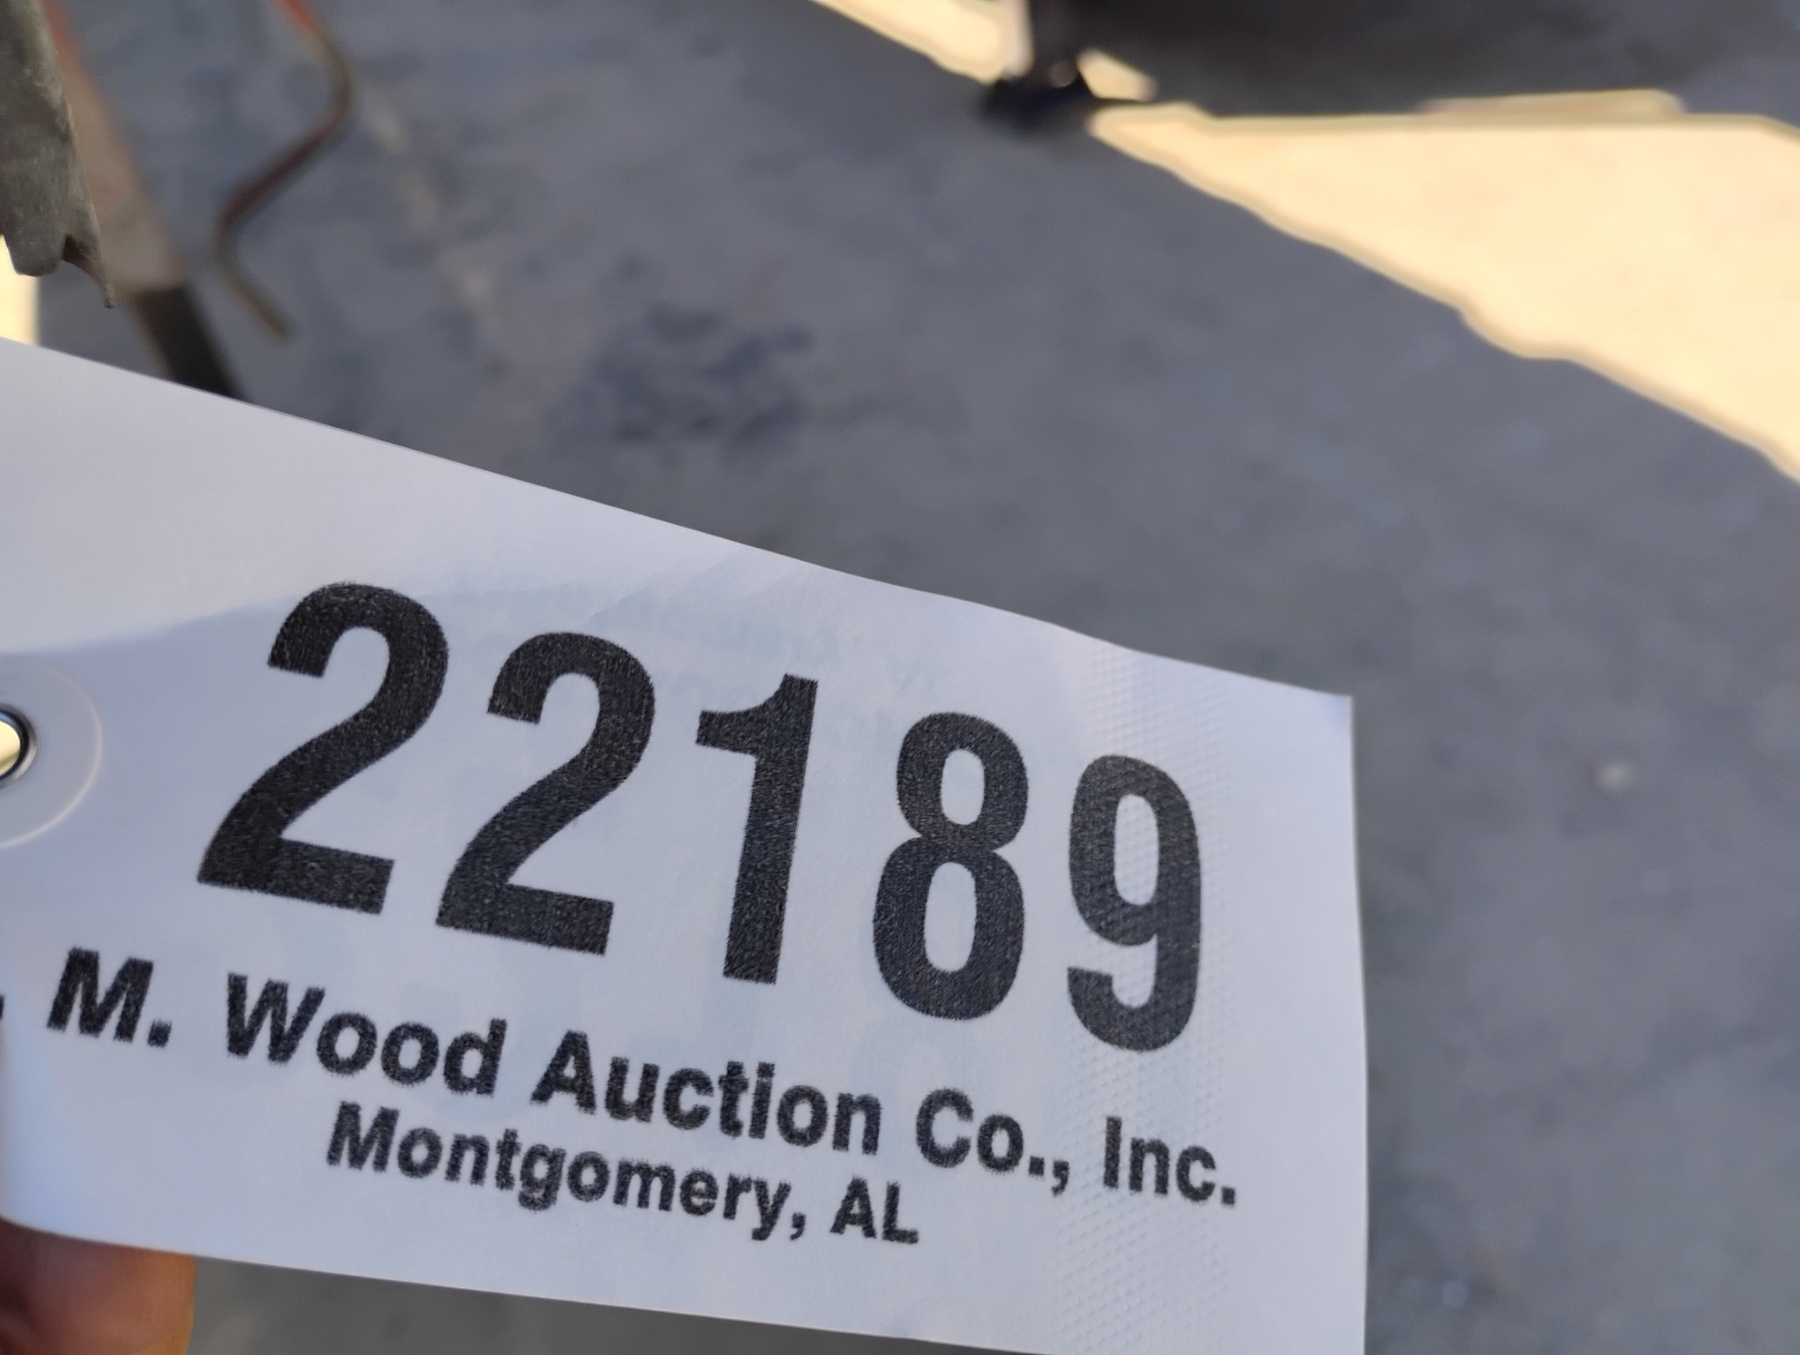 22189
. M. Wood Auction Co., Inc.
Montgomery, AL